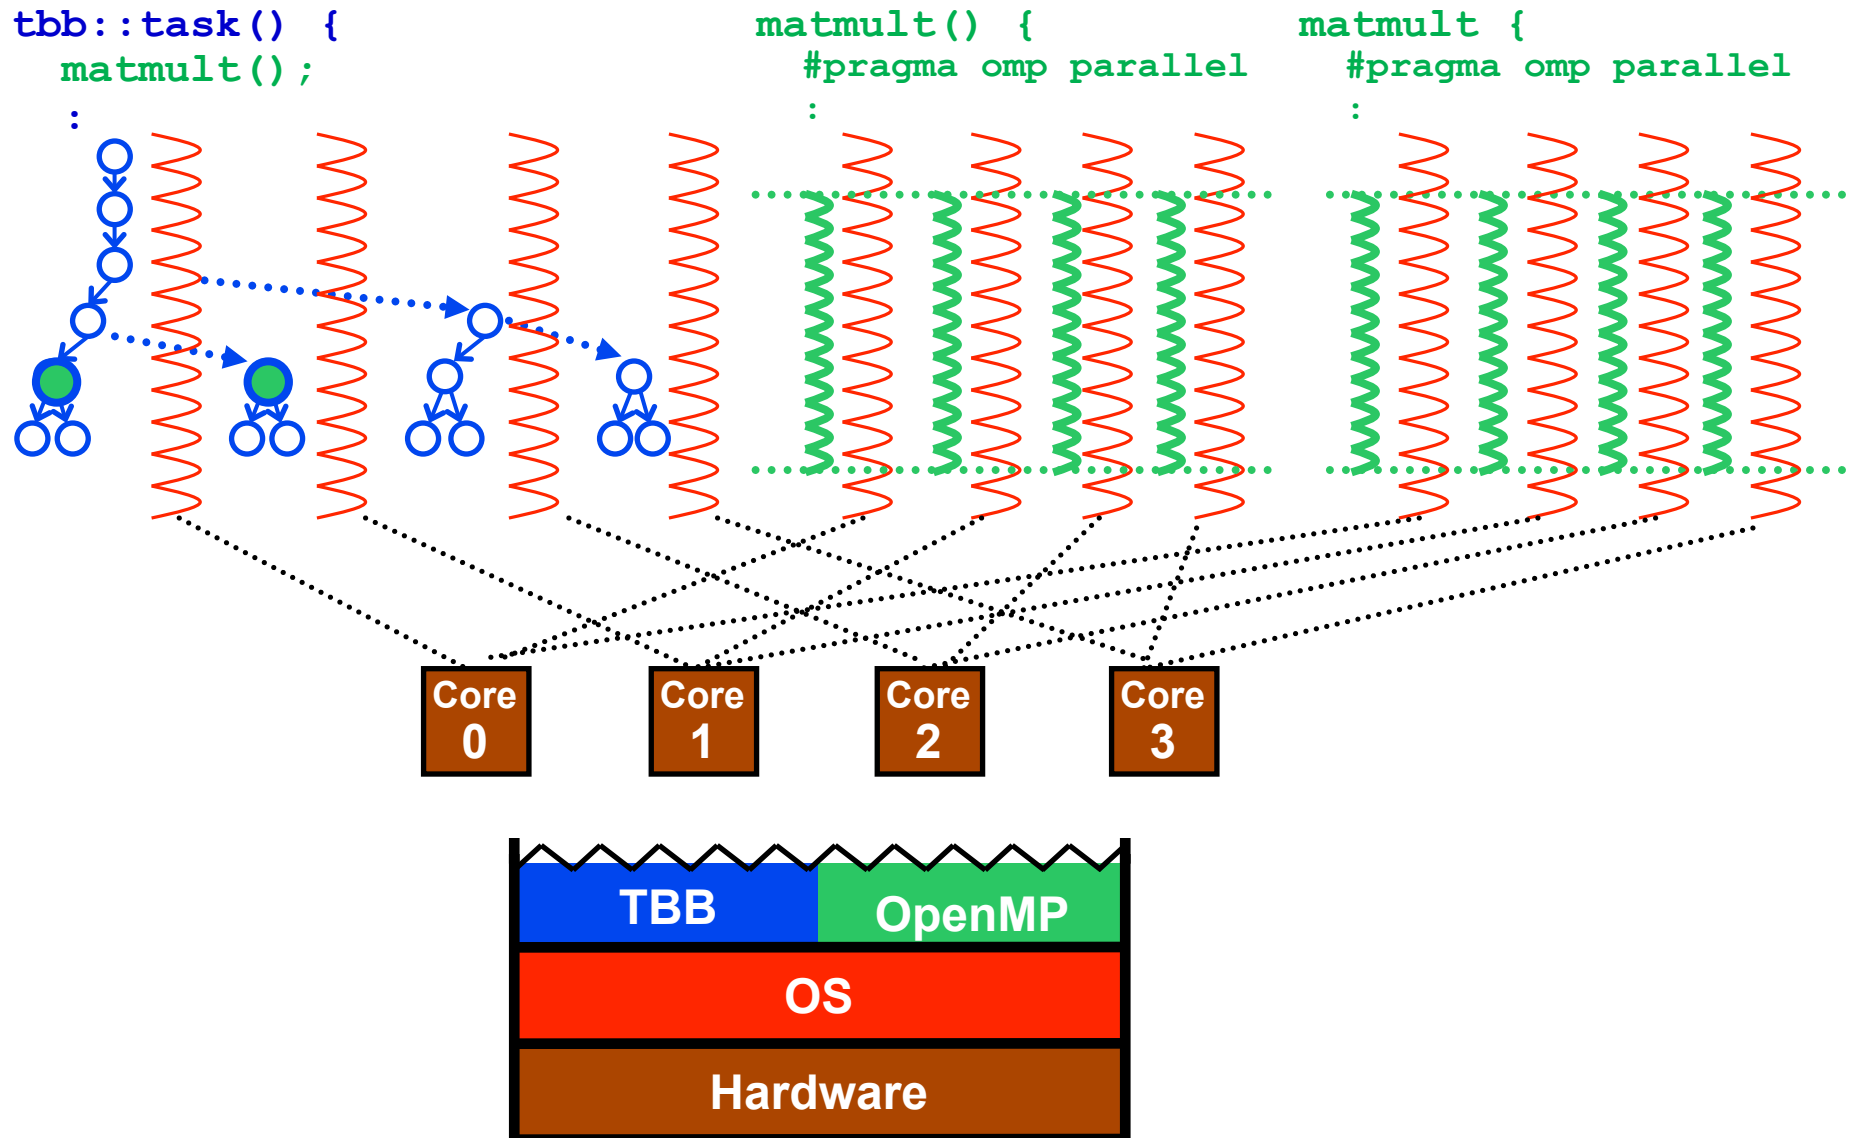 tbb::task() {
matmult();
:
matmult() {
#pragma omp parallel
:
matmult {
#pragma omp parallel
:
Core
0
Core
1
Core
2
Core
3
TBB
OpenMP
OS
Hardware